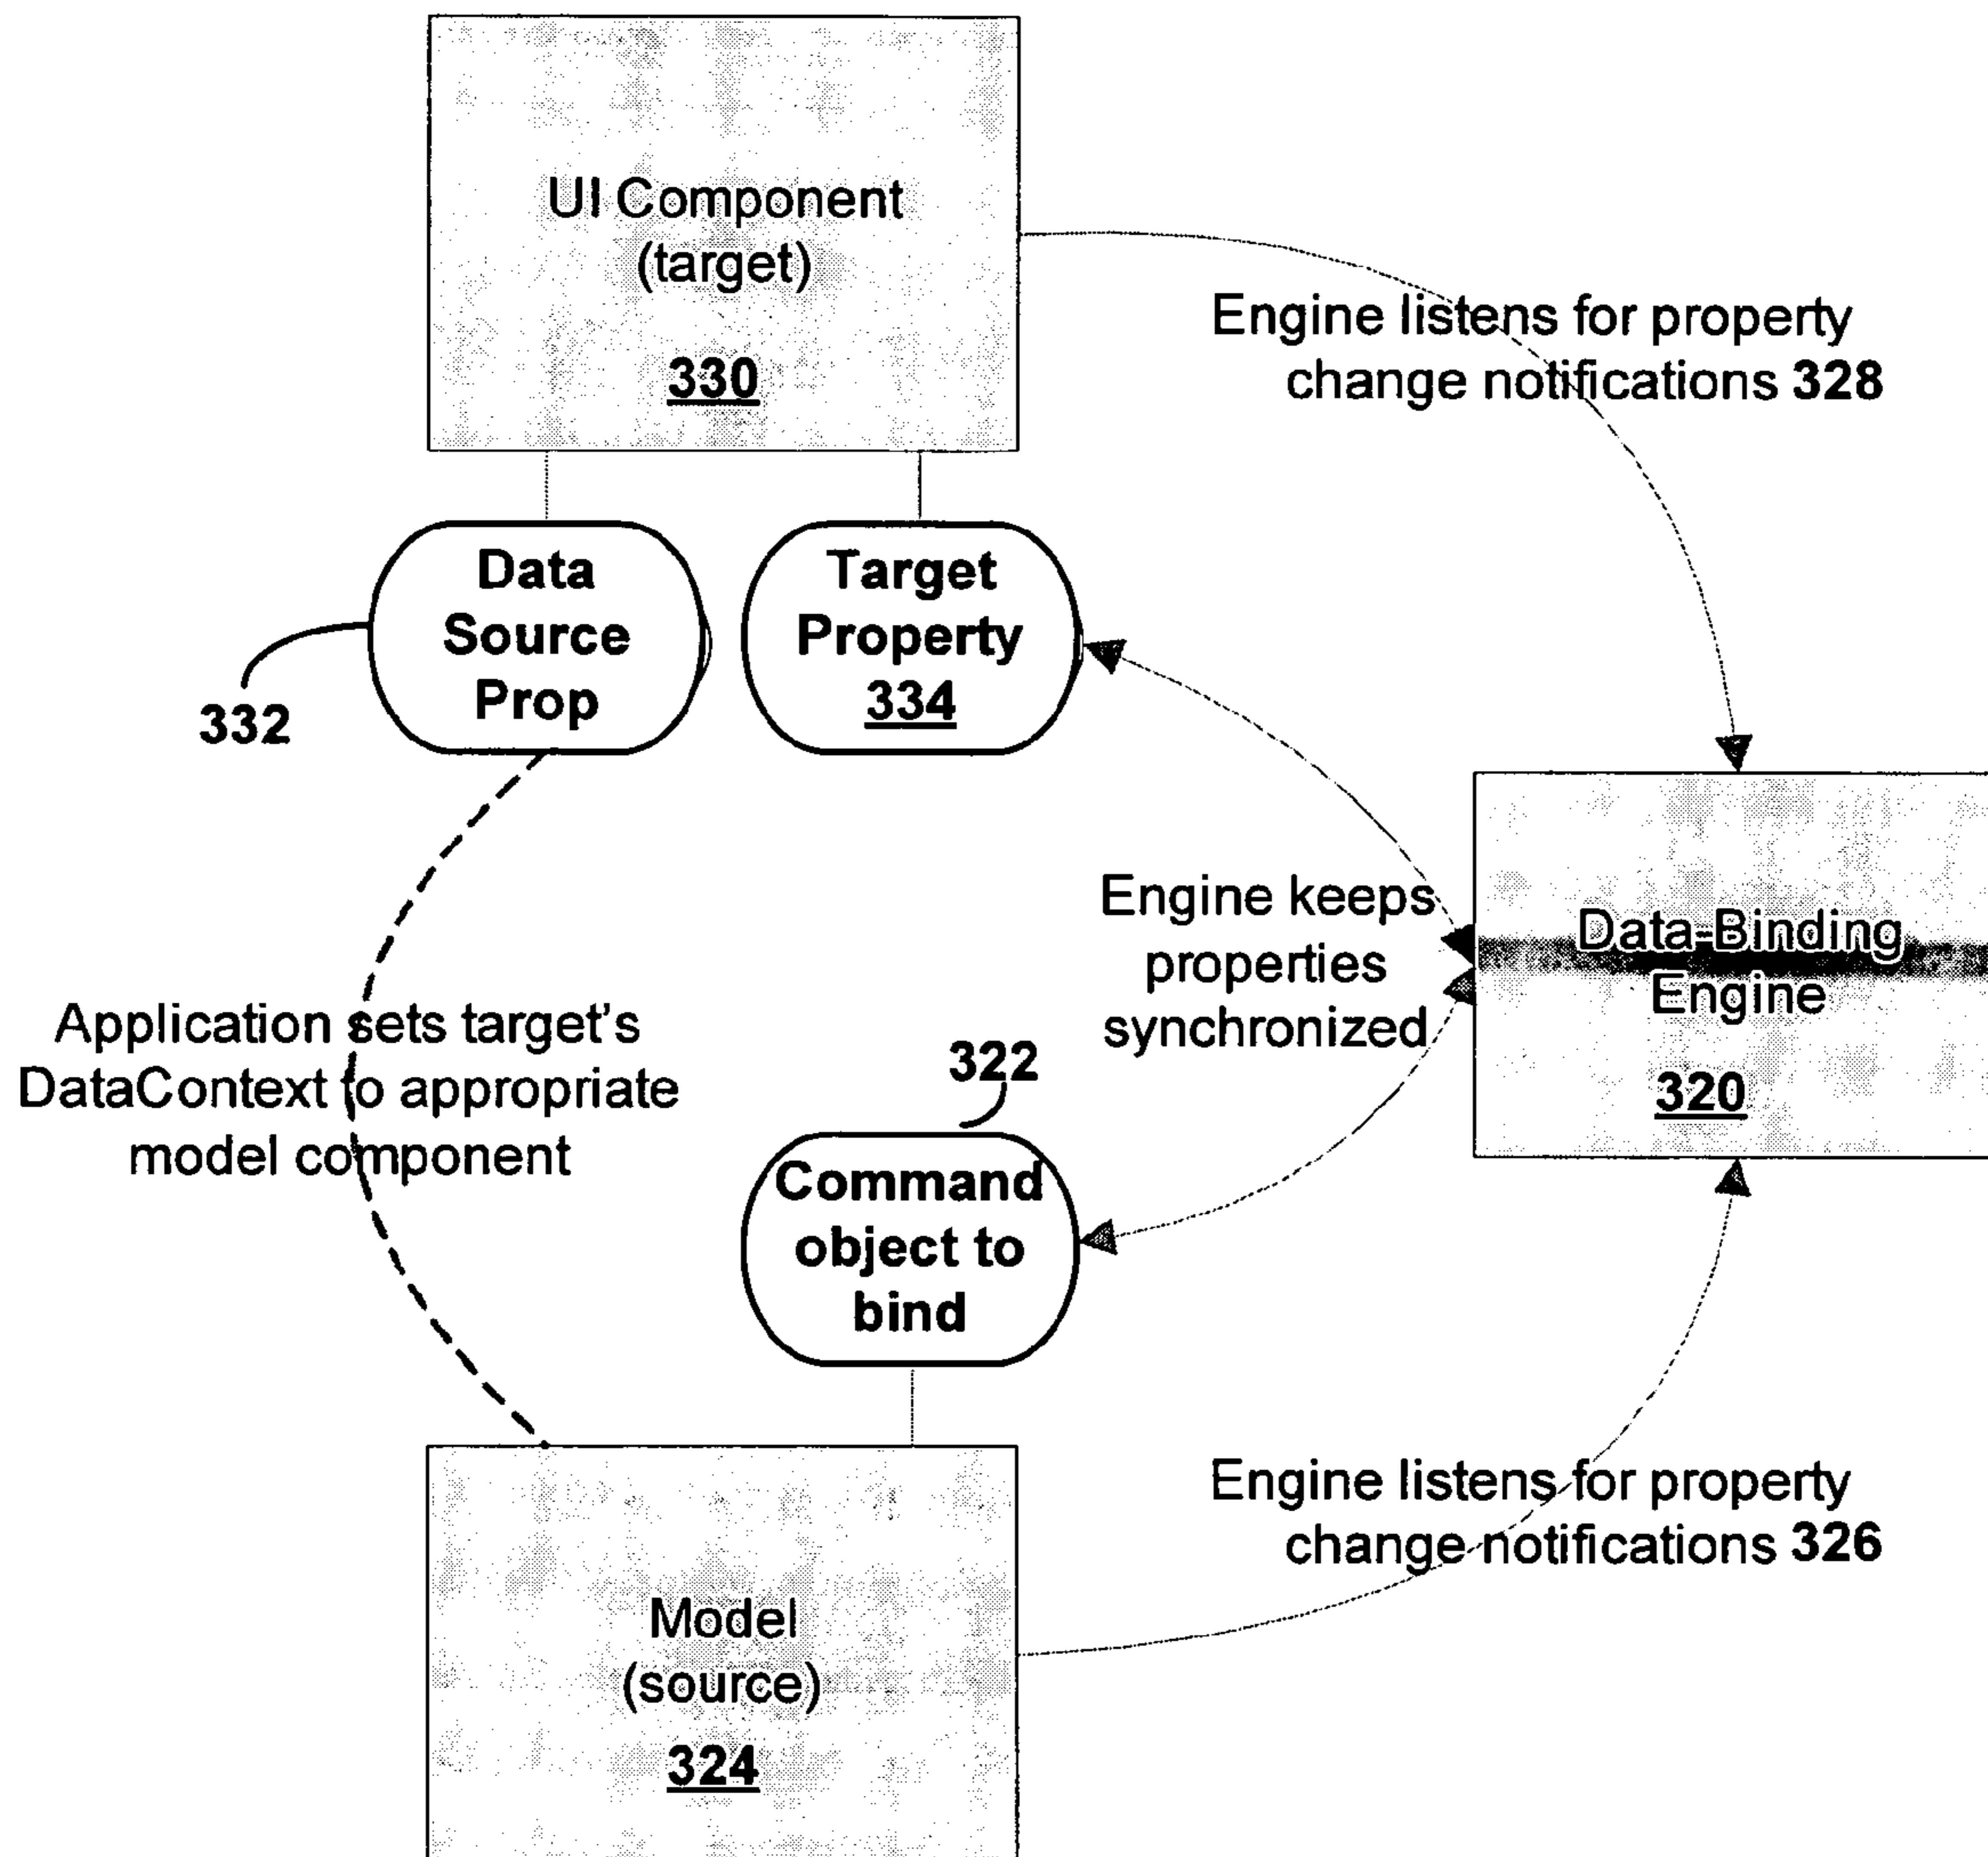 UI Component
(target)
330
Engine listens for property
change notifications 328
Data
Source
Prop
332
Target
Property
334
Engine keeps
properties
synchronized
Data-Binding
Engine
320
Application sets target's
DataContext to appropriate
model component
322
Command
object to
bind
Engine listens for property
change notifications 326
Model
(source)
324